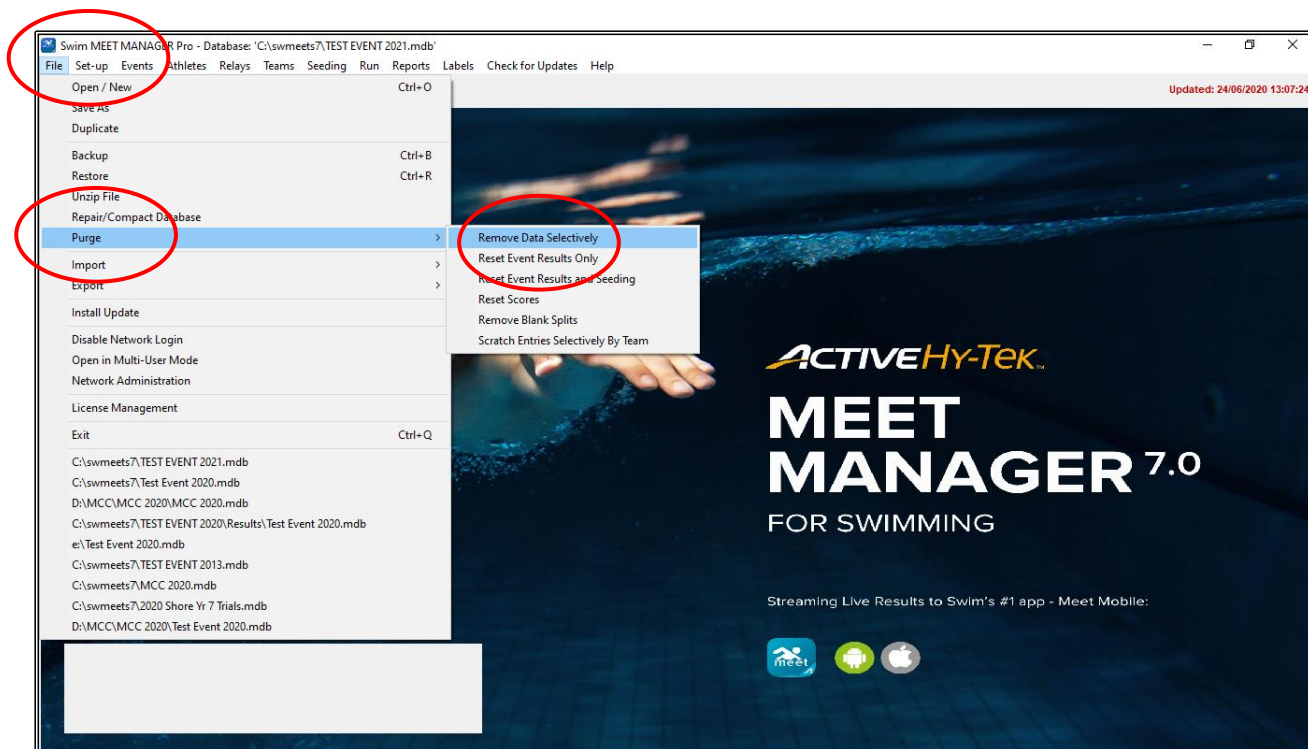 Swim MEET MANAGER Pro - Database: 'C:\swmeets7\TEST EVENT 2021.mdb'
File Set-up Events Athletes Relays Teams Seeding Run Reports Labels Check for Updates Help
Updated: 24/06/2020 13:07:24
Open / New Ctrl+O
Save As
Duplicate
Backup Ctrl+B
Restore Ctrl+R
Unzip File
Repair/Compact Database
Purge >
Import >
Export >
Install Update
Disable Network Login
Open in Multi-User Mode
Network Administration
License Management
Exit Ctrl+Q
C:\swmeets7\TEST EVENT 2021.mdb
C:\swmeets7\Test Event 2020.mdb
D:\MCC\MCC 2020\MCC 2020.mdb
C:\swmeets7\TEST EVENT 2020\Results\Test Event 2020.mdb
e:\Test Event 2020.mdb
C:\swmeets7\TEST EVENT 2013.mdb
C:\swmeets7\MCC 2020.mdb
C:\swmeets7\2020 Shore Yr 7 Trials.mdb
D:\MCC\MCC 2020\Test Event 2020.mdb
Remove Data Selectively
Reset Event Results Only
Reset Event Results and Seeding
Reset Scores
Remove Blank Splits
Scratch Entries Selectively By Team
ACTIVE HY-TEK™
MEET
MANAGER 7.0
FOR SWIMMING
Streaming Live Results to Swim's #1 app - Meet Mobile:
meet